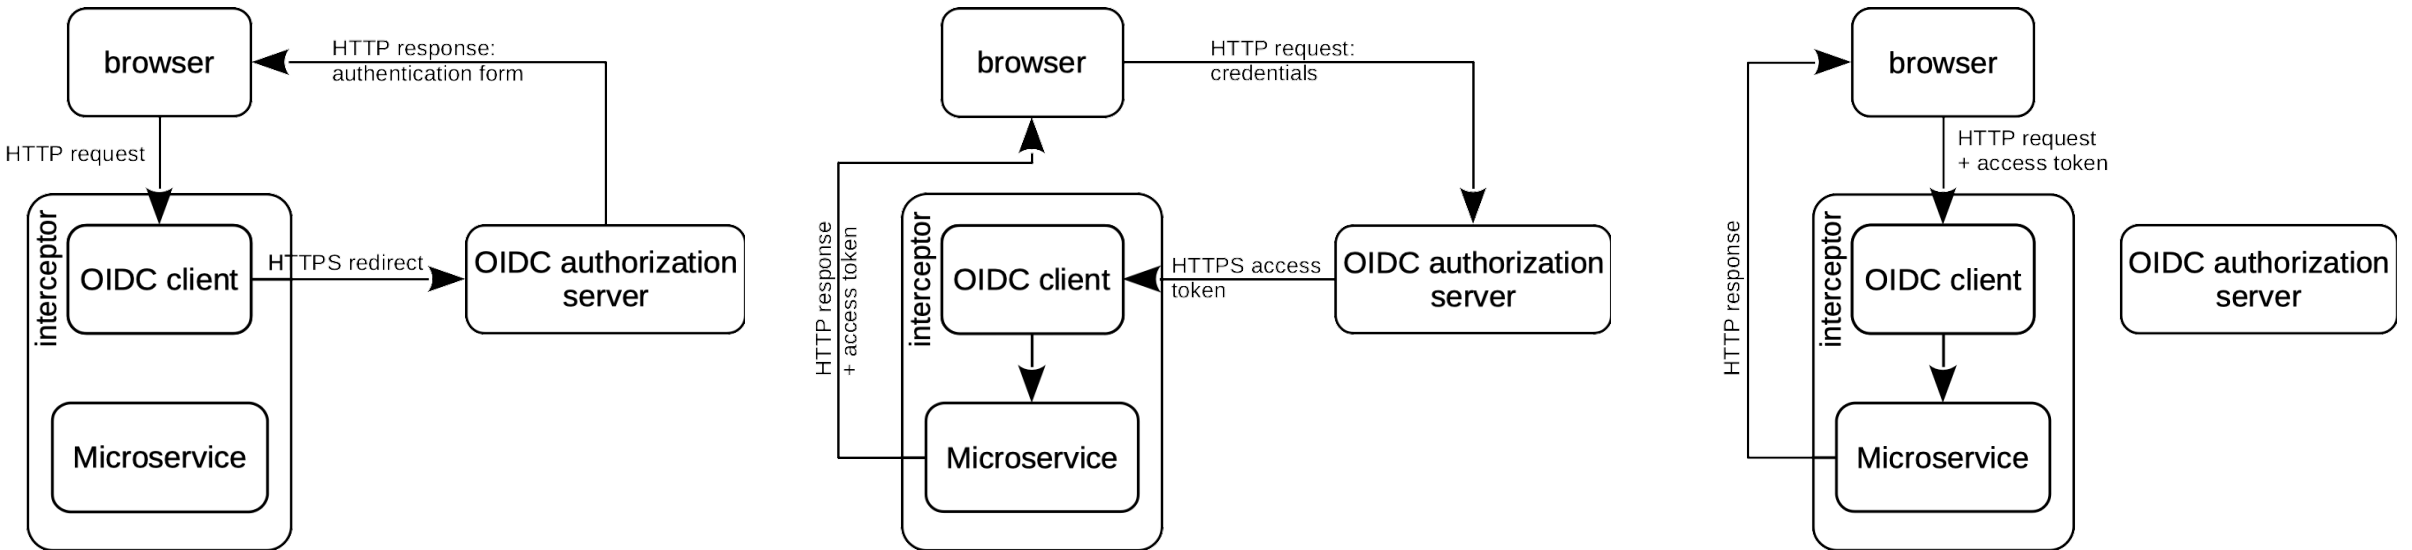 browser
HTTP response:
authentication form
HTTP request
interceptor
OIDC client
HTTPS redirect
OIDC authorization
server
Microservice
browser
HTTP request:
credentials
HTTP response
+ access token
interceptor
OIDC client
HTTPS access
token
OIDC authorization
server
Microservice
browser
HTTP request
+ access token
HTTP response
interceptor
OIDC client
OIDC authorization
server
Microservice